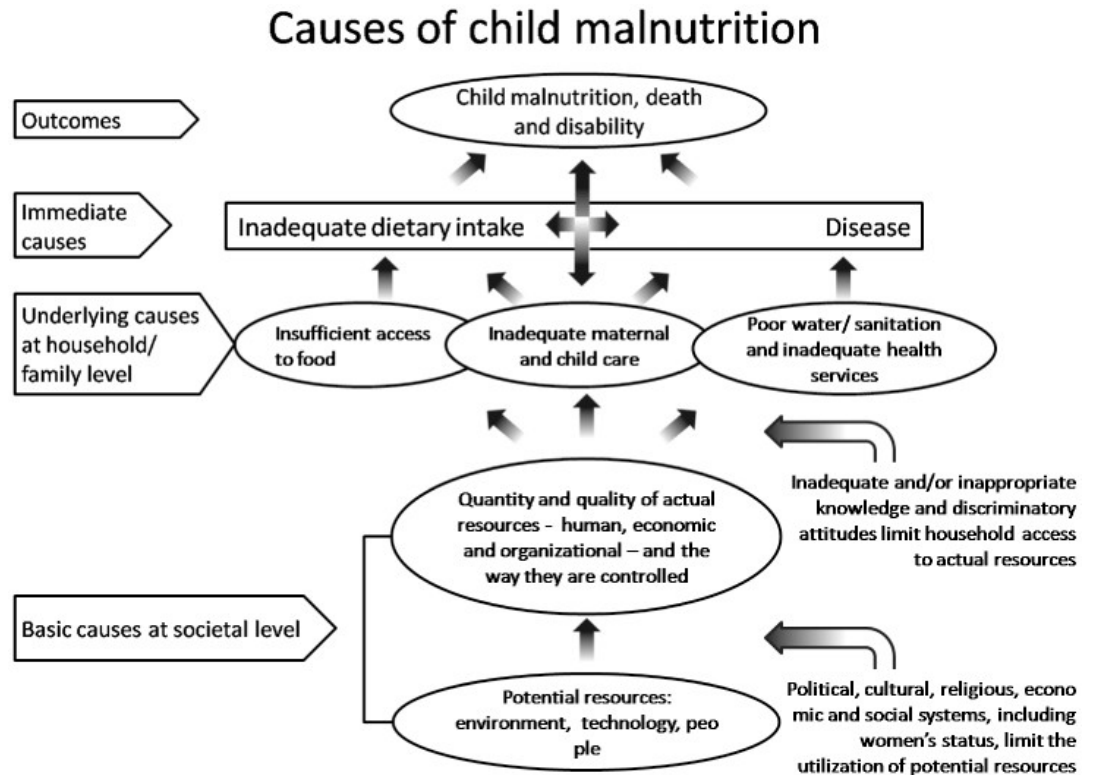 Causes of child malnutrition
Outcomes
Child malnutrition, death
and disability
Immediate
causes
Inadequate dietary intake
Disease
Underlying causes
at household/
family level
Insufficient access
to food
Inadequate maternal
and child care
Poor water/ sanitation
and inadequate health
services
Quantity and quality of actual
resources - human, economic
and organizational – and the
way they are controlled
Inadequate and/or inappropriate
knowledge and discriminatory
attitudes limit household access
to actual resources
Basic causes at societal level
Potential resources:
environment, technology, peo
ple
Political, cultural, religious, econo
mic and social systems, including
women's status, limit the
utilization of potential resources